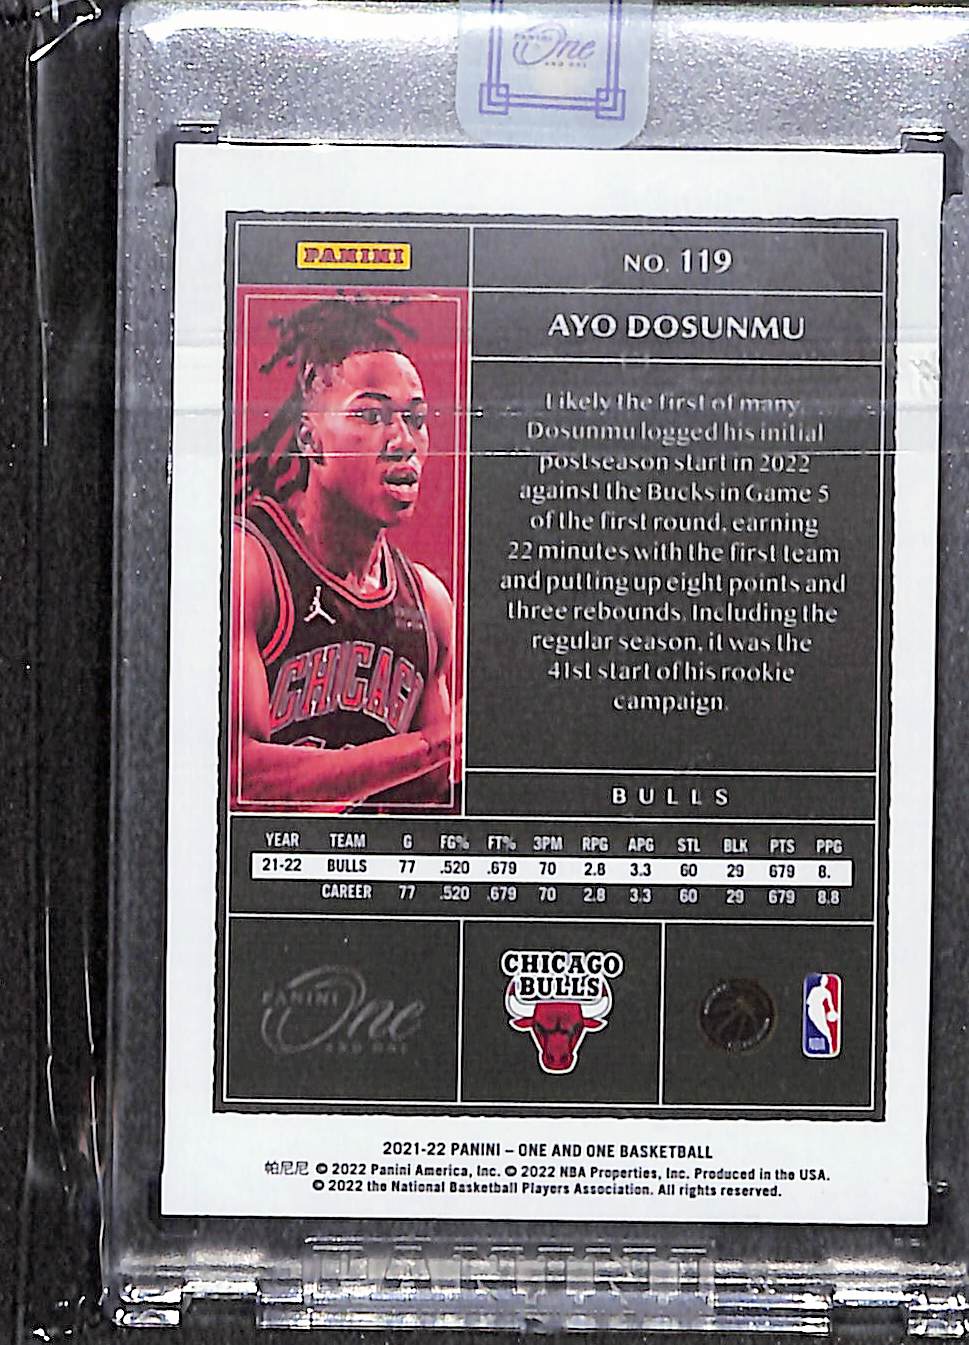 PANINI
One
AND ONE
PANINI
NO. 119
AYO DOSUNMU
Likely the first of many,
Dosunmu logged his initial
postseason start in 2022
against the Bucks in Game 5
of the first round, earning
22 minutes with the first team
and putting up eight points and
three rebounds. Including the
regular season, it was the
41st start of his rookie
campaign.
CHICAGO
BULLS
YEAR TEAM G FG% FT% 3PM RPG APG STL BLK PTS PPG
21-22 BULLS 77 .520 .679 70 2.8 3.3 60 29 679 8.
CAREER 77 .520 .679 70 2.8 3.3 60 29 679 8.8
PANINI
One
AND ONE
CHICAGO
BULLS
NBA
2021-22 PANINI – ONE AND ONE BASKETBALL
帕尼尼 © 2022 Panini America, Inc. © 2022 NBA Properties, Inc. Produced in the USA.
© 2022 the National Basketball Players Association. All rights reserved.
PANINI